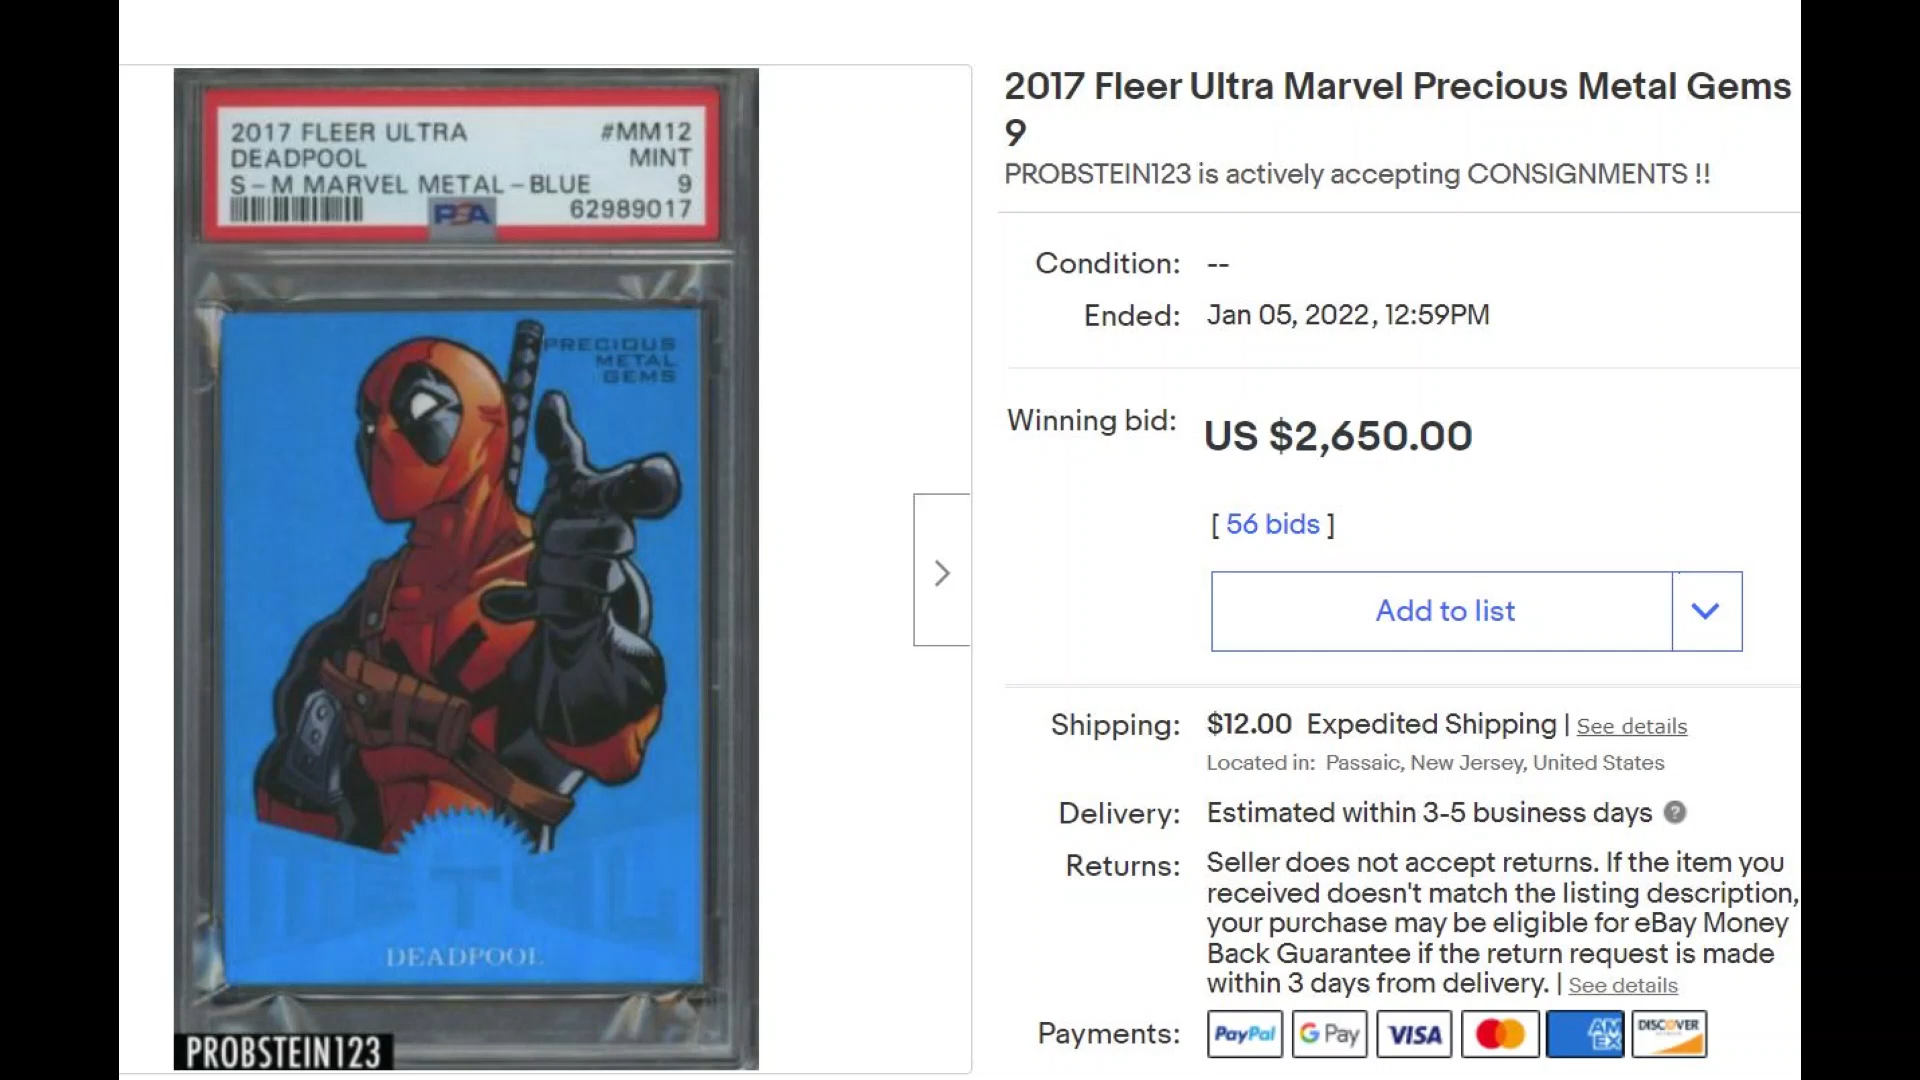 2017 FLEER ULTRA #MM12
DEADPOOL MINT
S-M MARVEL METAL-BLUE 9
PSA 62989017
PRECIOUS
METAL
GEMS
METAL
DEADPOOL
PROBSTEIN123
2017 Fleer Ultra Marvel Precious Metal Gems
9
PROBSTEIN123 is actively accepting CONSIGNMENTS !!
Condition: --
Ended: Jan 05, 2022, 12:59PM
Winning bid: US $2,650.00
[ 56 bids ]
Add to list
Shipping: $12.00 Expedited Shipping | See details
Located in: Passaic, New Jersey, United States
Delivery: Estimated within 3-5 business days ?
Returns: Seller does not accept returns. If the item you
received doesn't match the listing description,
your purchase may be eligible for eBay Money
Back Guarantee if the return request is made
within 3 days from delivery. | See details
Payments: PayPal G Pay VISA AM EX DISCOVER